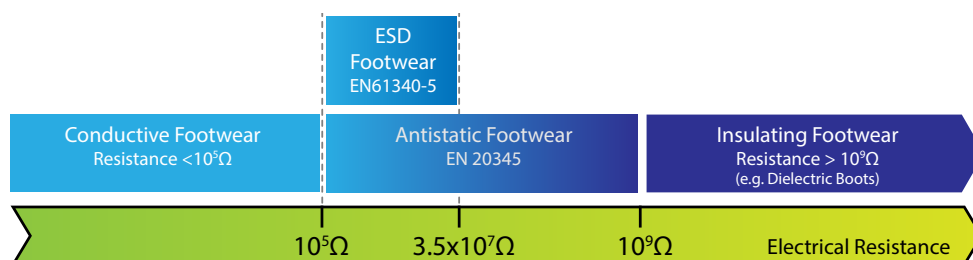 ESD
Footwear
EN61340-5
Conductive Footwear
Resistance <10⁵Ω
Antistatic Footwear
EN 20345
Insulating Footwear
Resistance > 10⁹Ω
(e.g. Dielectric Boots)
10⁵Ω
3.5x10⁷Ω
10⁹Ω
Electrical Resistance